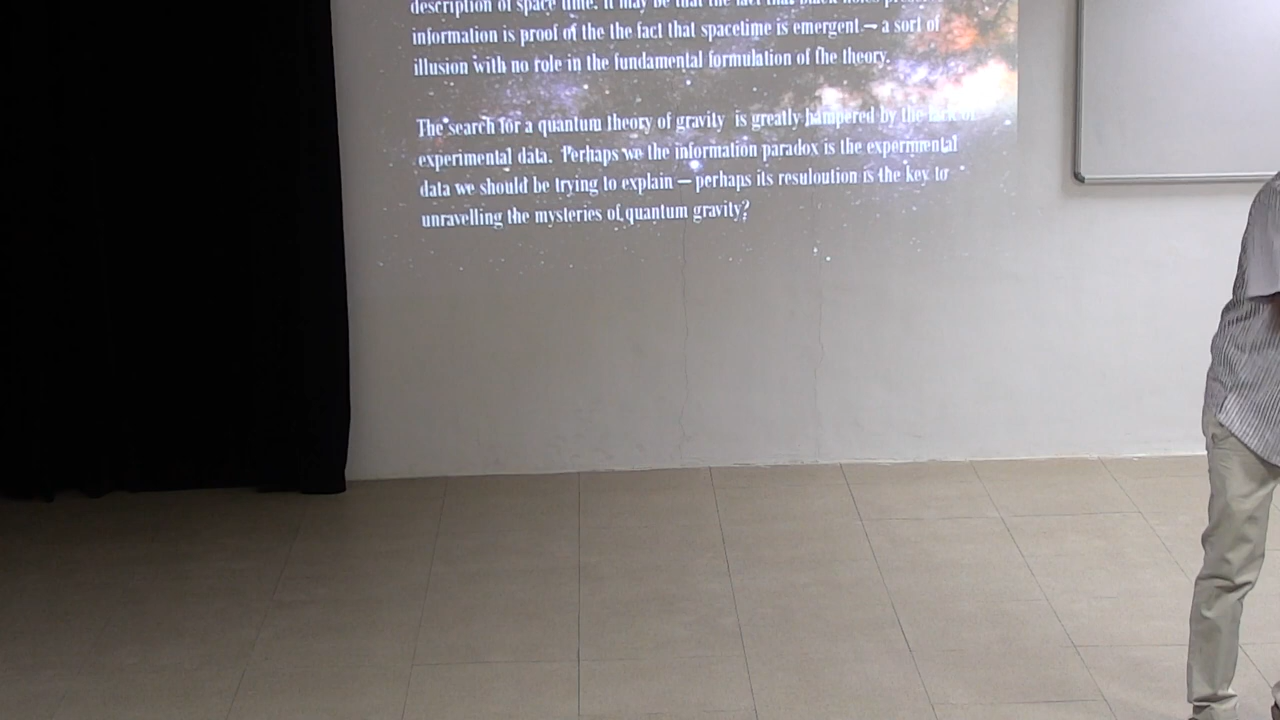 description of space time. It may be that the fact that black holes preserve
information is proof of the the fact that spacetime is emergent – a sort of
illusion with no role in the fundamental formulation of the theory.
The search for a quantum theory of gravity is greatly hampered by the lack of
experimental data. Perhaps we the information paradox is the experimental
data we should be trying to explain – perhaps its resuloution is the key to
unravelling the mysteries of quantum gravity?